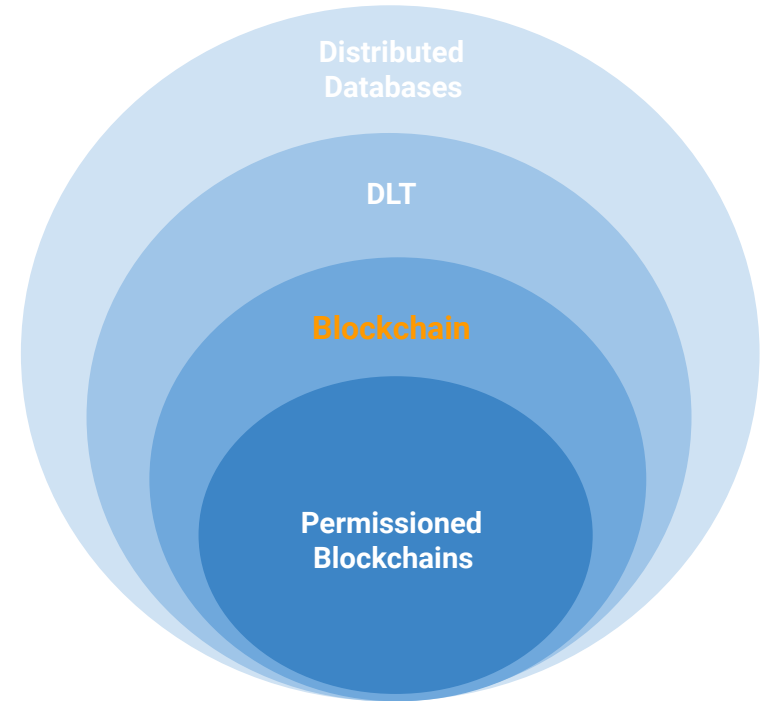 Distributed
Databases
DLT
Blockchain
Permissioned
Blockchains